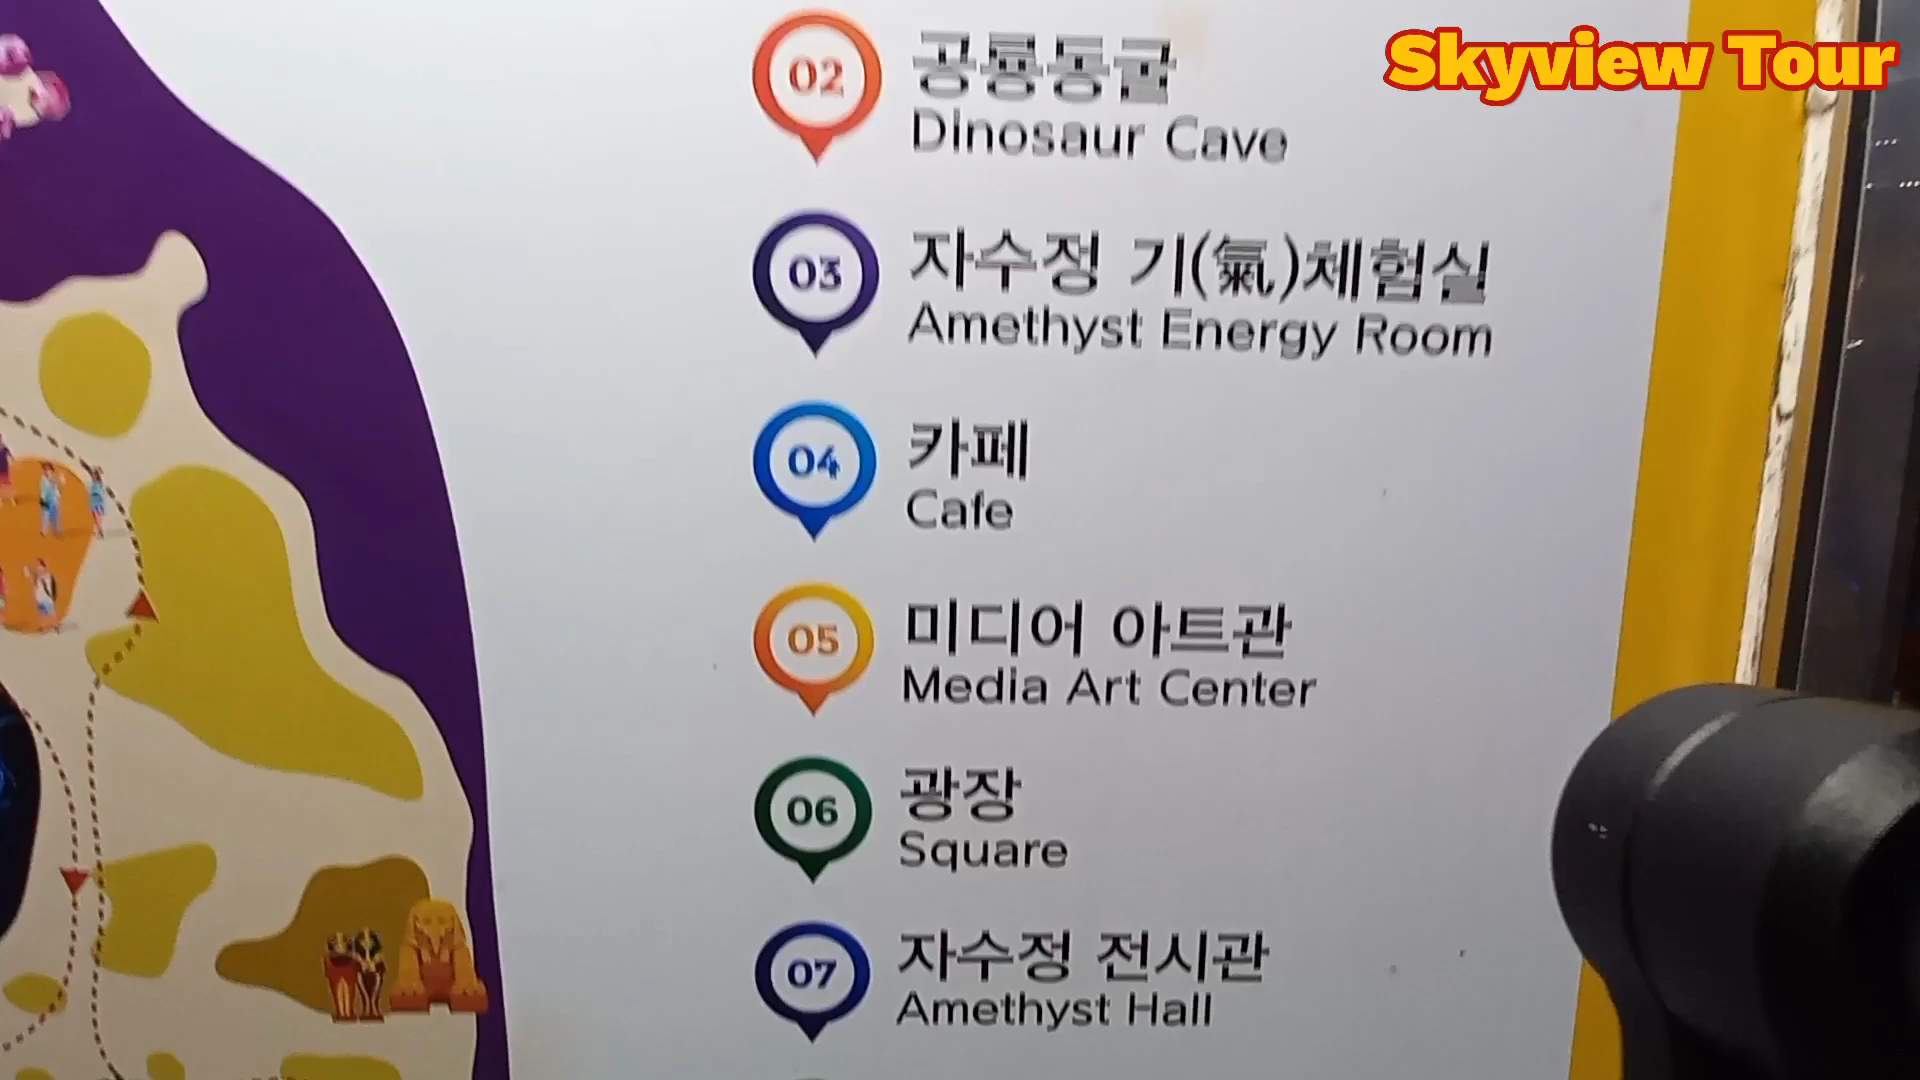 Skyview Tour
02
공룡동굴
Dinosaur Cave
03
자수정 기(氣)체험실
Amethyst Energy Room
04
카페
Cafe
05
미디어 아트관
Media Art Center
06
광장
Square
07
자수정 전시관
Amethyst Hall